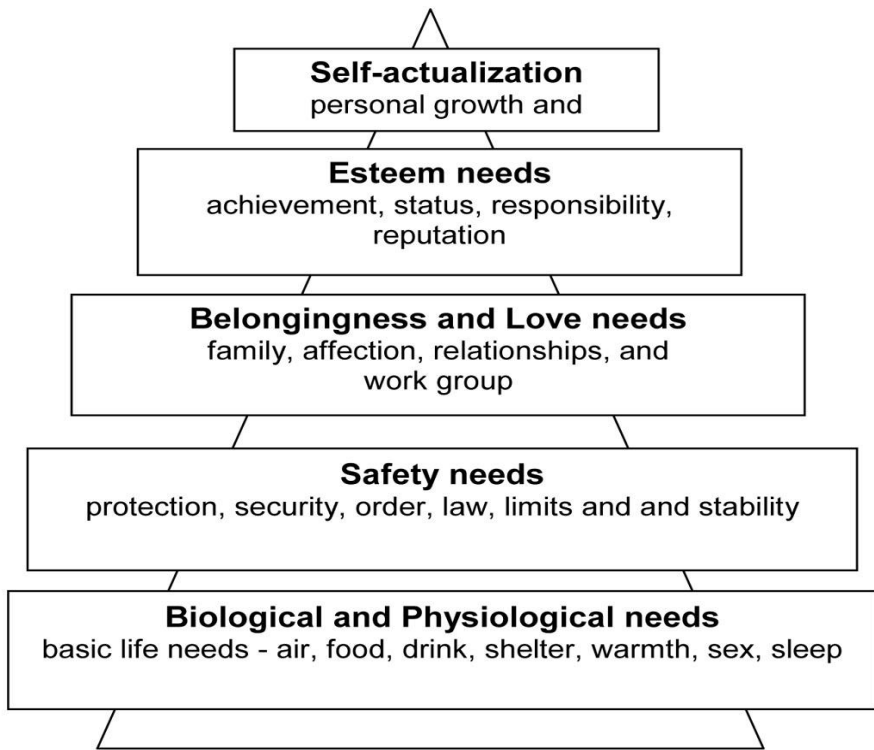 Self-actualization
personal growth and
Esteem needs
achievement, status, responsibility,
reputation
Belongingness and Love needs
family, affection, relationships, and
work group
Safety needs
protection, security, order, law, limits and and stability
Biological and Physiological needs
basic life needs - air, food, drink, shelter, warmth, sex, sleep